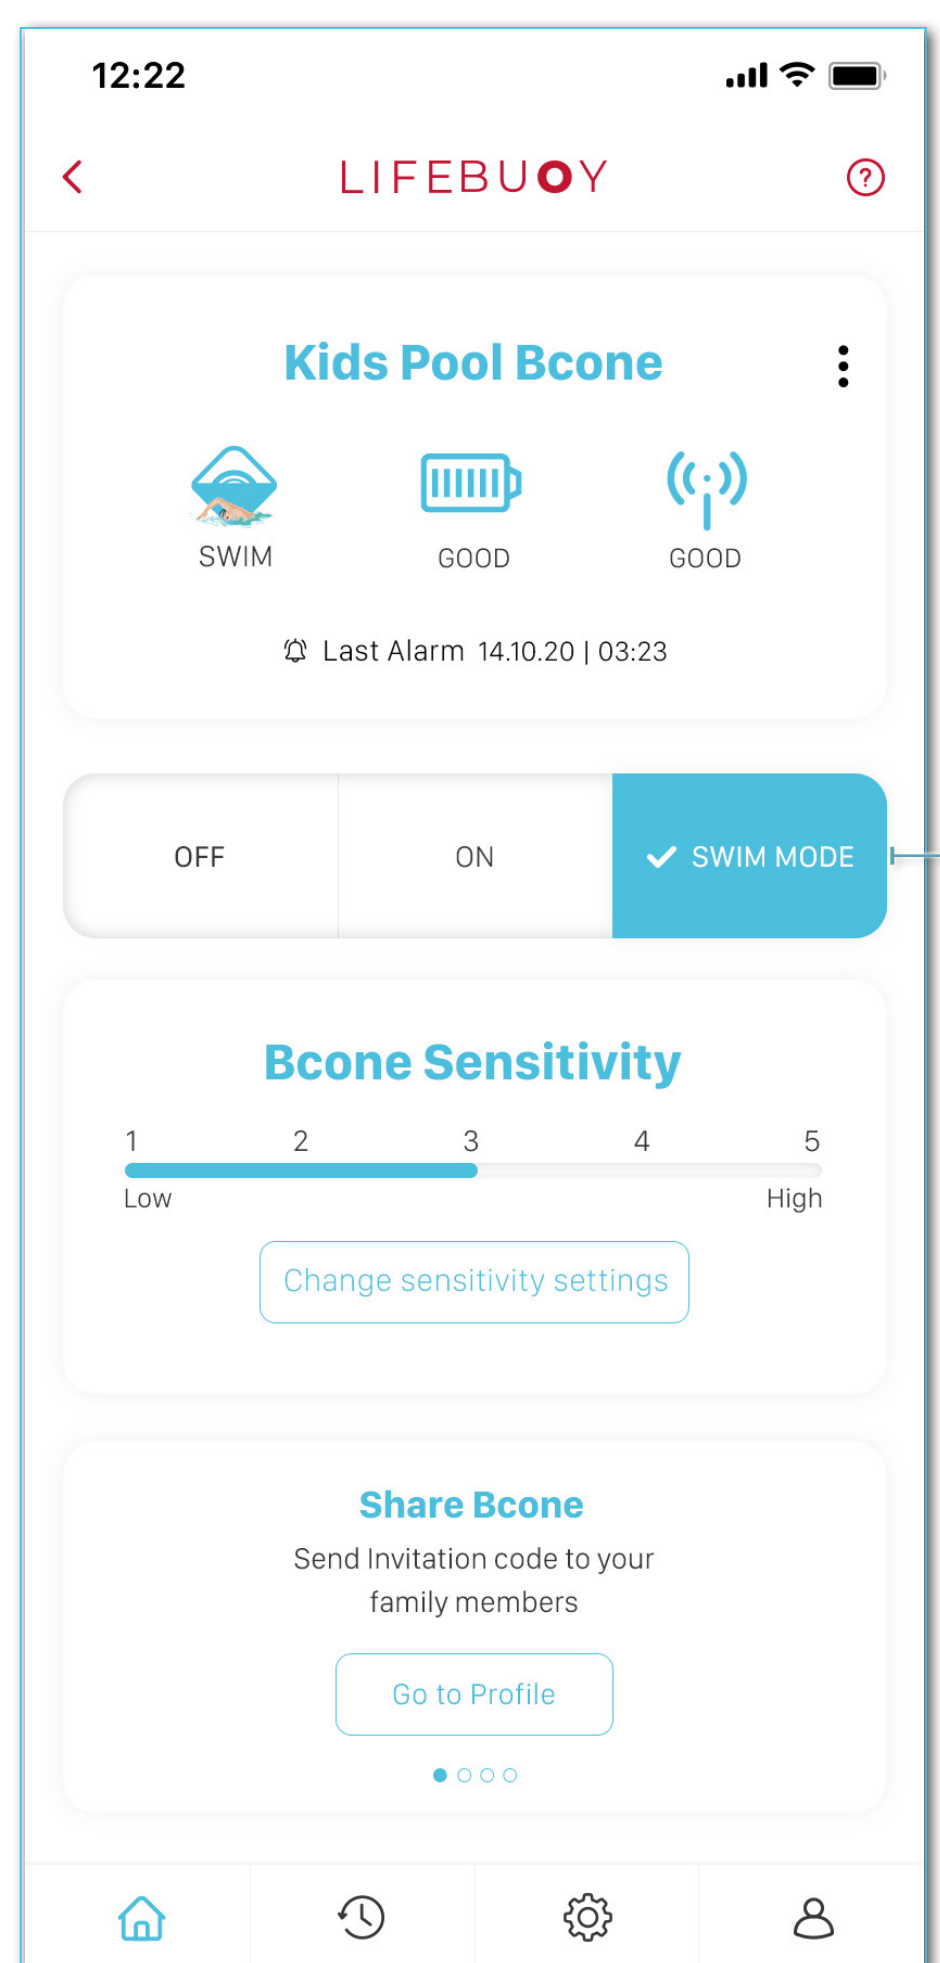 12:22
LIFEBUOY
?
Kids Pool Bcone
SWIM
GOOD
GOOD
Last Alarm 14.10.20 | 03:23
OFF
ON
SWIM MODE
Bcone Sensitivity
1 2 3 4 5
Low
High
Change sensitivity settings
Share Bcone
Send Invitation code to your
family members
Go to Profile